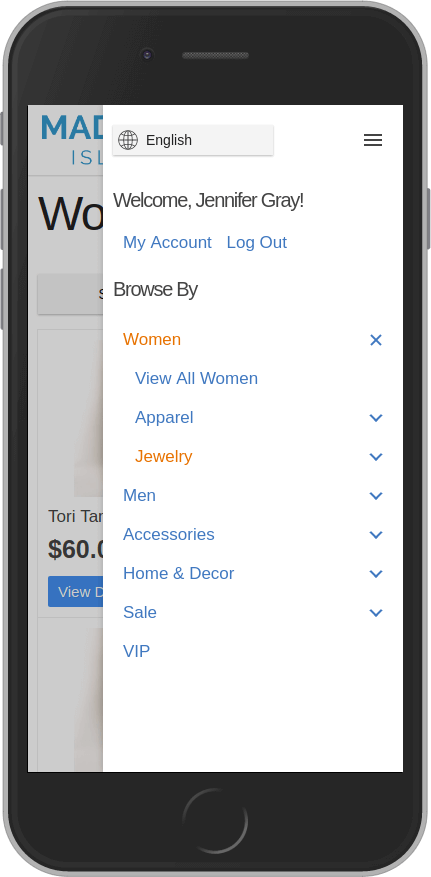 MAD
ISL
Wo
English
Welcome, Jennifer Gray!
My Account Log Out
Browse By
Women
View All Women
Apparel
Jewelry
Men
Accessories
Home & Decor
Sale
VIP
Tori Tan
$60.0
View D